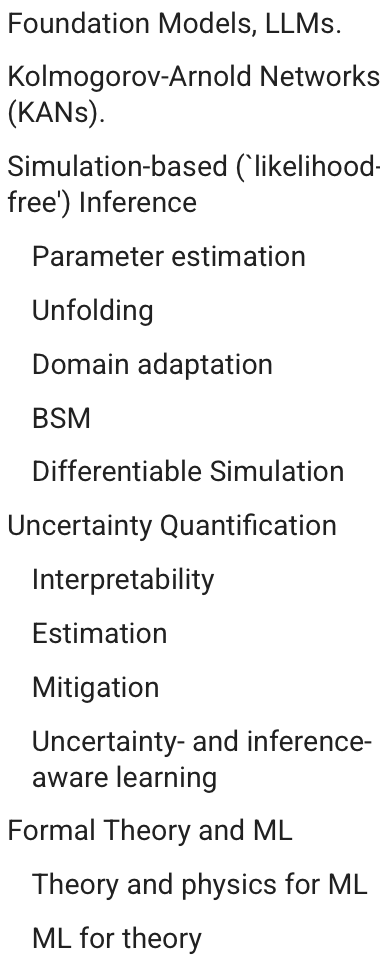 Foundation Models, LLMs.
Kolmogorov-Arnold Networks
(KANs).
Simulation-based (`likelihood-
free') Inference
Parameter estimation
Unfolding
Domain adaptation
BSM
Differentiable Simulation
Uncertainty Quantification
Interpretability
Estimation
Mitigation
Uncertainty- and inference-
aware learning
Formal Theory and ML
Theory and physics for ML
ML for theory